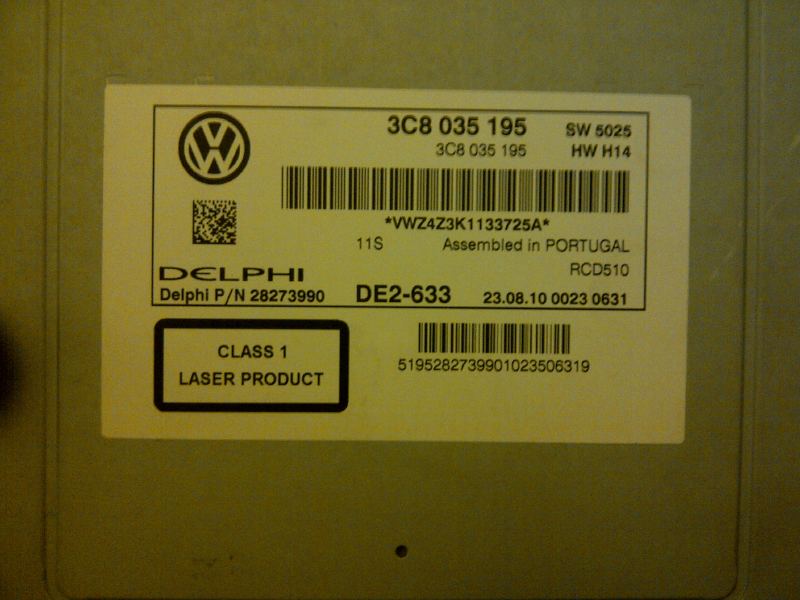 3C8 035 195 SW 5025
3C8 035 195 HW H14
*VWZ4Z3K1133725A*
11S Assembled in PORTUGAL
RCD510
DELPHI
Delphi P/N 28273990 DE2-633 23.08.10 0023 0631
CLASS 1
LASER PRODUCT
5195282739901023506319